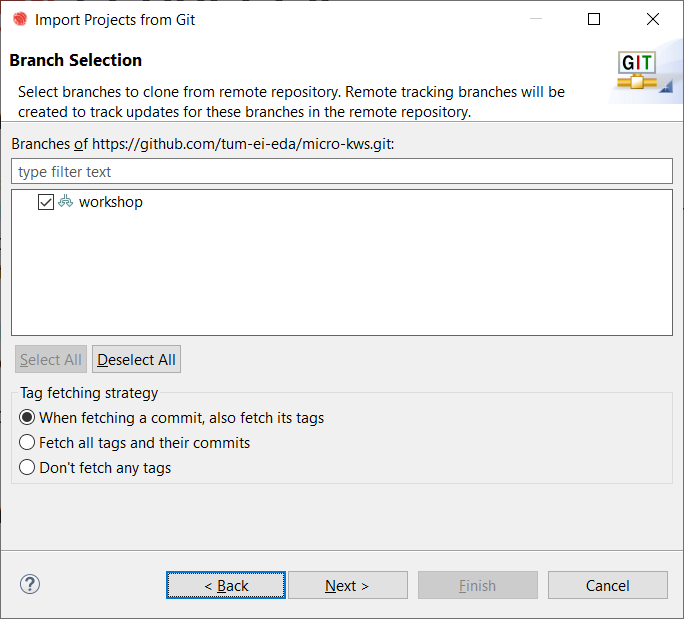 Import Projects from Git
Branch Selection
GIT
Select branches to clone from remote repository. Remote tracking branches will be
created to track updates for these branches in the remote repository.
Branches of https://github.com/tum-ei-eda/micro-kws.git:
type filter text
workshop
Select All
Deselect All
Tag fetching strategy
When fetching a commit, also fetch its tags
Fetch all tags and their commits
Don't fetch any tags
?
< Back
Next >
Finish
Cancel